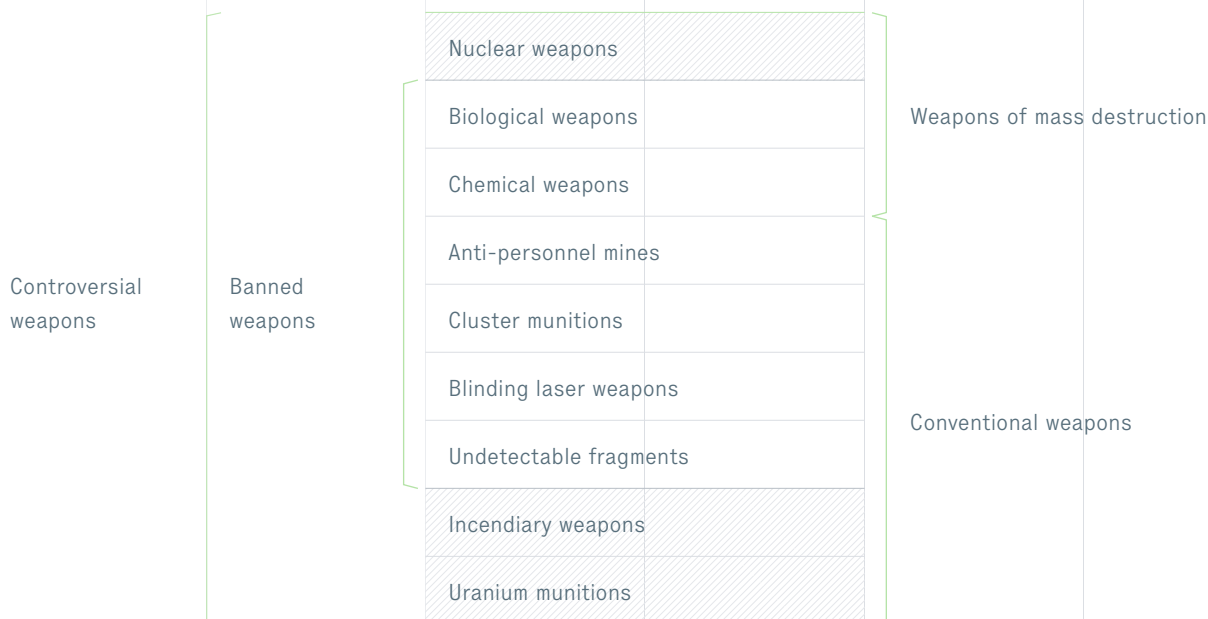 Nuclear weapons
Biological weapons
Weapons of mass destruction
Chemical weapons
Anti-personnel mines
Controversial
weapons
Banned
weapons
Cluster munitions
Blinding laser weapons
Conventional weapons
Undetectable fragments
Incendiary weapons
Uranium munitions